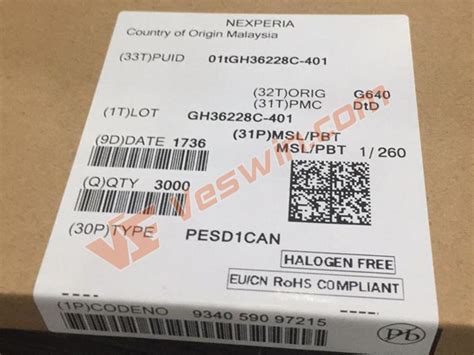 NEXPERIA
Country of Origin Malaysia
(33T)PUID 01tGH36228C-401
(32T)ORIG G640
(31T)PMC DtD
(1T)LOT GH36228C-401
(31P)MSL/PBT
(9D)DATE 1736
MSL/PBT 1/260
(Q)QTY 3000
Veswin.com
(30P)TYPE PESD1CAN
HALOGEN FREE
EU/CN RoHS COMPLIANT
(1P)CODENO 9340 590 97215
Pb